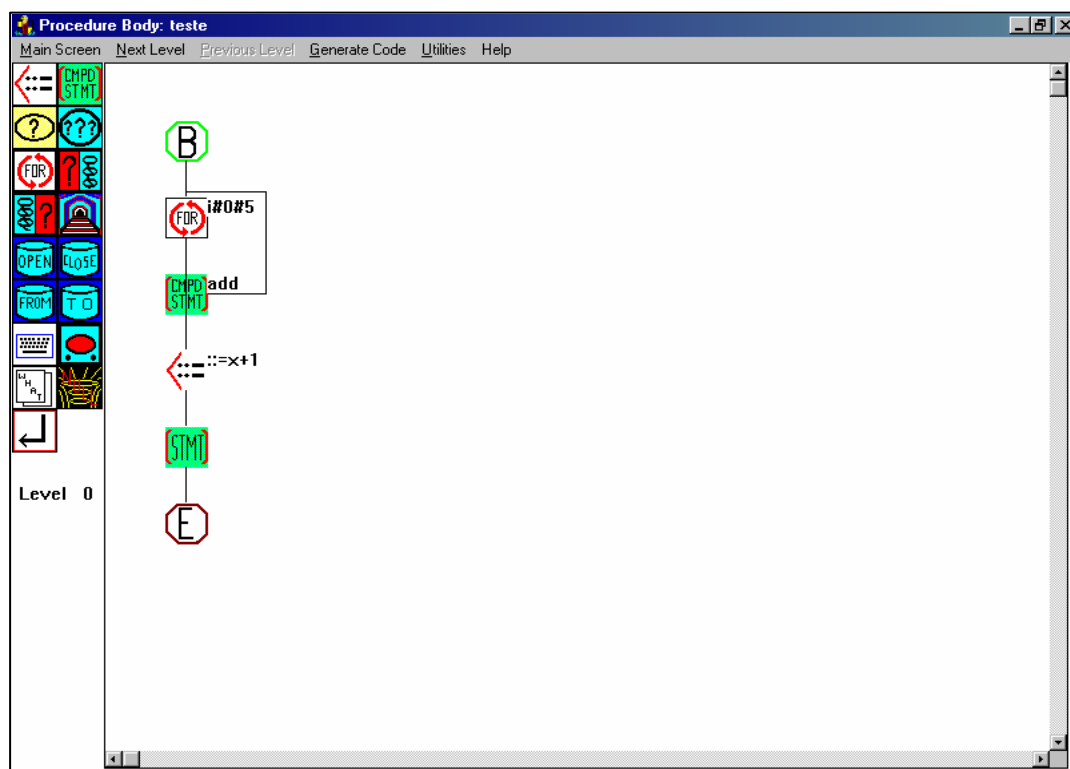 Procedure Body: teste
Main Screen Next Level Previous Level Generate Code Utilities Help
::= CMPD STMT
? ???
FOR ?
?
OPEN CLOSE
FROM TO
WHAT
Level 0
B
FOR i#0#5
CMPD STMT add
::= ::=x+1
STMT
E